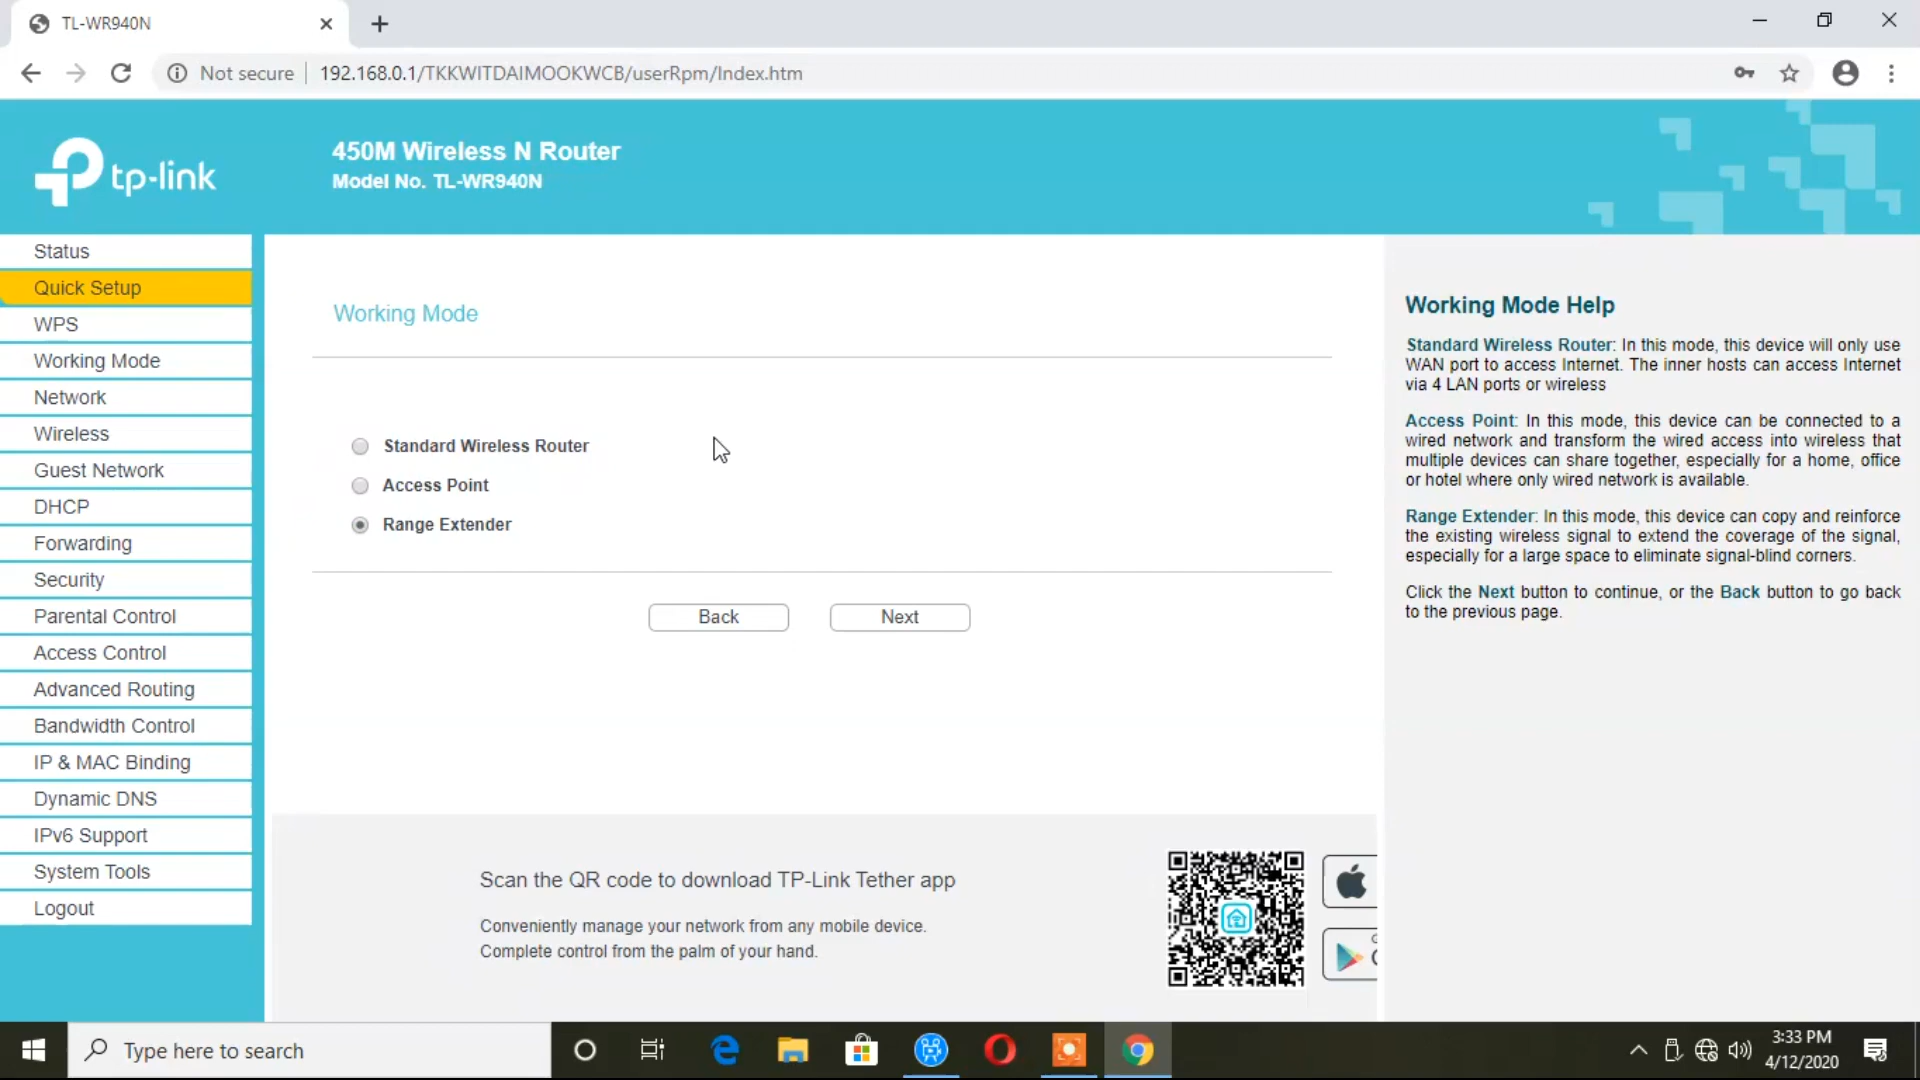 TL-WR940N
Not secure
192.168.0.1/TKKWITDAIMOOKWCB/userRpm/Index.htm
tp-link
450M Wireless N Router
Model No. TL-WR940N
Status
Quick Setup
WPS
Working Mode
Network
Wireless
Guest Network
DHCP
Forwarding
Security
Parental Control
Access Control
Advanced Routing
Bandwidth Control
IP & MAC Binding
Dynamic DNS
IPv6 Support
System Tools
Logout
Working Mode
Standard Wireless Router
Access Point
Range Extender
Back
Next
Working Mode Help
Standard Wireless Router: In this mode, this device will only use
WAN port to access Internet. The inner hosts can access Internet
via 4 LAN ports or wireless
Access Point: In this mode, this device can be connected to a
wired network and transform the wired access into wireless that
multiple devices can share together, especially for a home, office
or hotel where only wired network is available.
Range Extender: In this mode, this device can copy and reinforce
the existing wireless signal to extend the coverage of the signal,
especially for a large space to eliminate signal-blind corners.
Click the Next button to continue, or the Back button to go back
to the previous page.
Scan the QR code to download TP-Link Tether app
Conveniently manage your network from any mobile device.
Complete control from the palm of your hand.
Type here to search
3:33 PM
4/12/2020